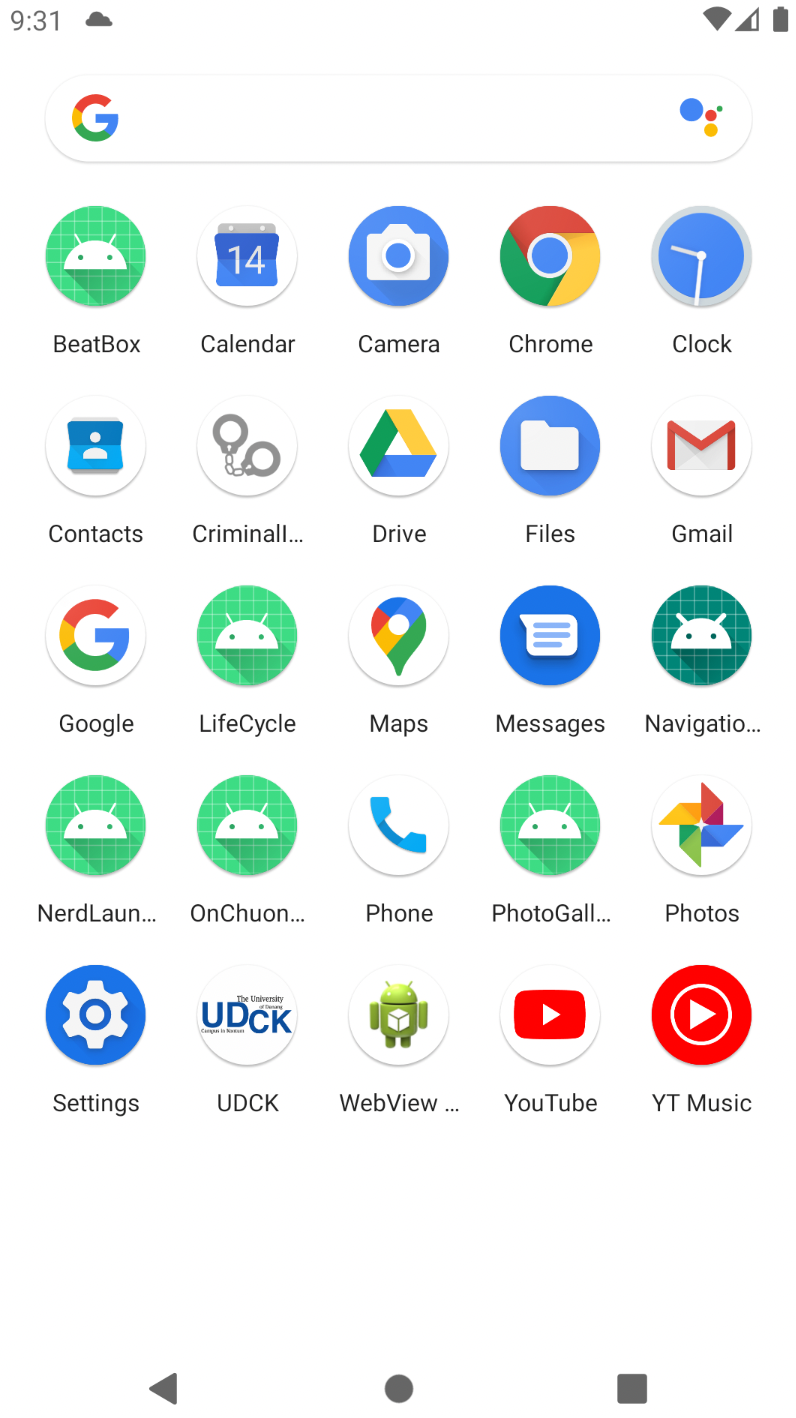 9:31
BeatBox
14
Calendar
Camera
Chrome
Clock
Contacts
CriminalI…
Drive
Files
Gmail
Google
LifeCycle
Maps
Messages
Navigatio…
NerdLaun…
OnChuon…
Phone
PhotoGall…
Photos
Settings
The University
of Danang
UDCK
Campus in Kontum
UDCK
WebView …
YouTube
YT Music